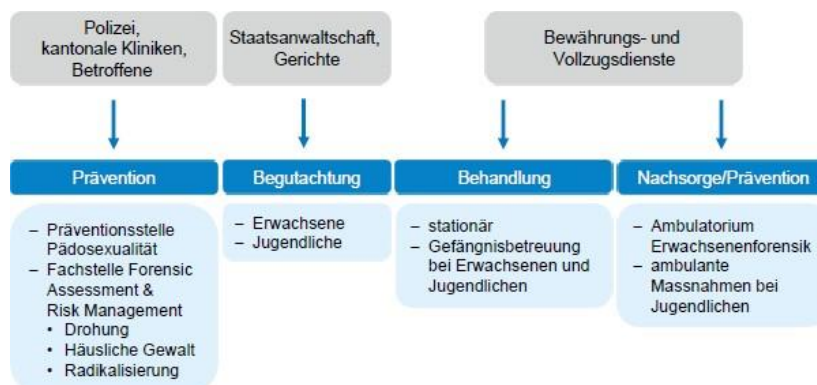 Polizei,
kantonale Kliniken,
Betroffene
Staatsanwaltschaft,
Gerichte
Bewährungs- und
Vollzugsdienste
Prävention
Begutachtung
Behandlung
Nachsorge/Prävention
– Präventionsstelle
Pädosexualität
– Fachstelle Forensic
Assessment &
Risk Management
• Drohung
• Häusliche Gewalt
• Radikalisierung
– Erwachsene
– Jugendliche
– stationär
– Gefängnisbetreuung
bei Erwachsenen und
Jugendlichen
– Ambulatorium
Erwachsenenforensik
– ambulante
Massnahmen bei
Jugendlichen